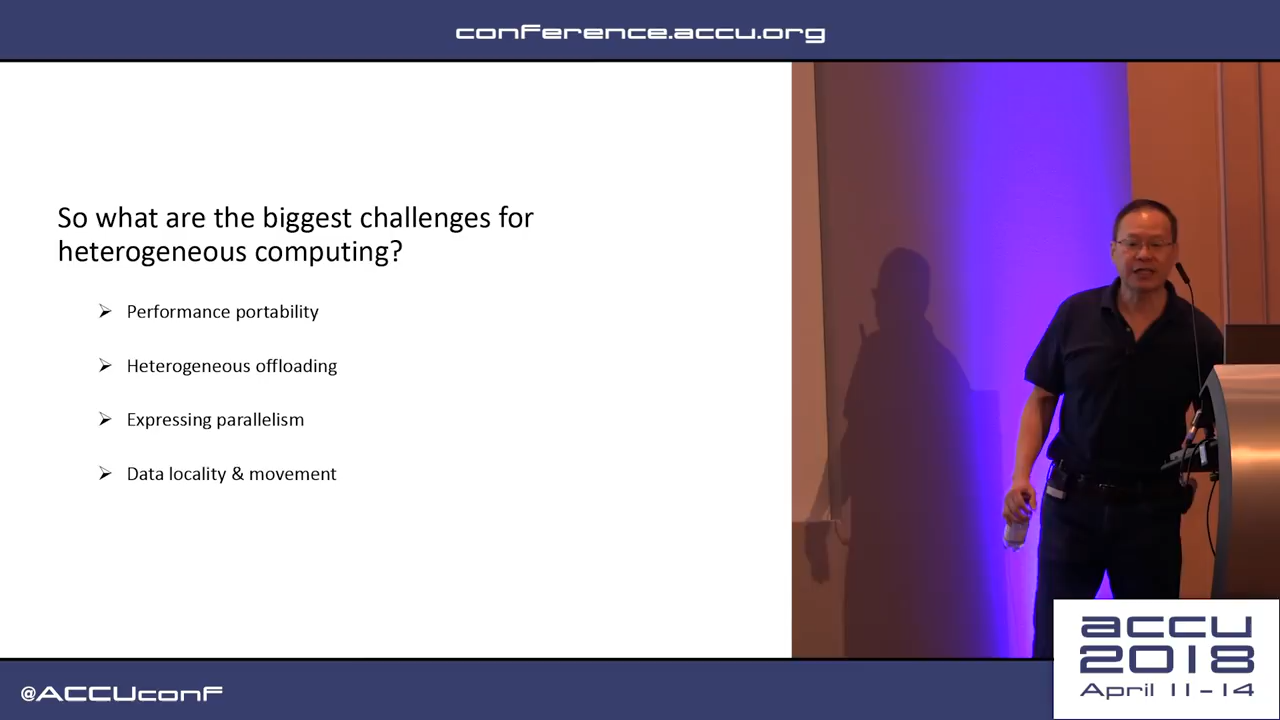 conference.accu.org
So what are the biggest challenges for
heterogeneous computing?
Performance portability
Heterogeneous offloading
Expressing parallelism
Data locality & movement
@ACCUconf
accu
2018
April 11-14